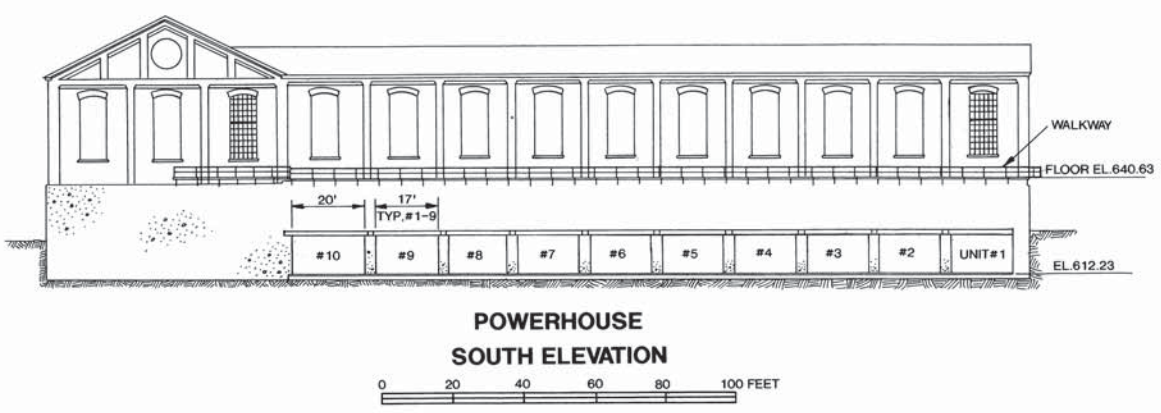 WALKWAY
FLOOR EL.640.63
20'
17'
TYP.#1-9
#10
#9
#8
#7
#6
#5
#4
#3
#2
UNIT#1
EL.612.23
POWERHOUSE
SOUTH ELEVATION
0 20 40 60 80 100 FEET